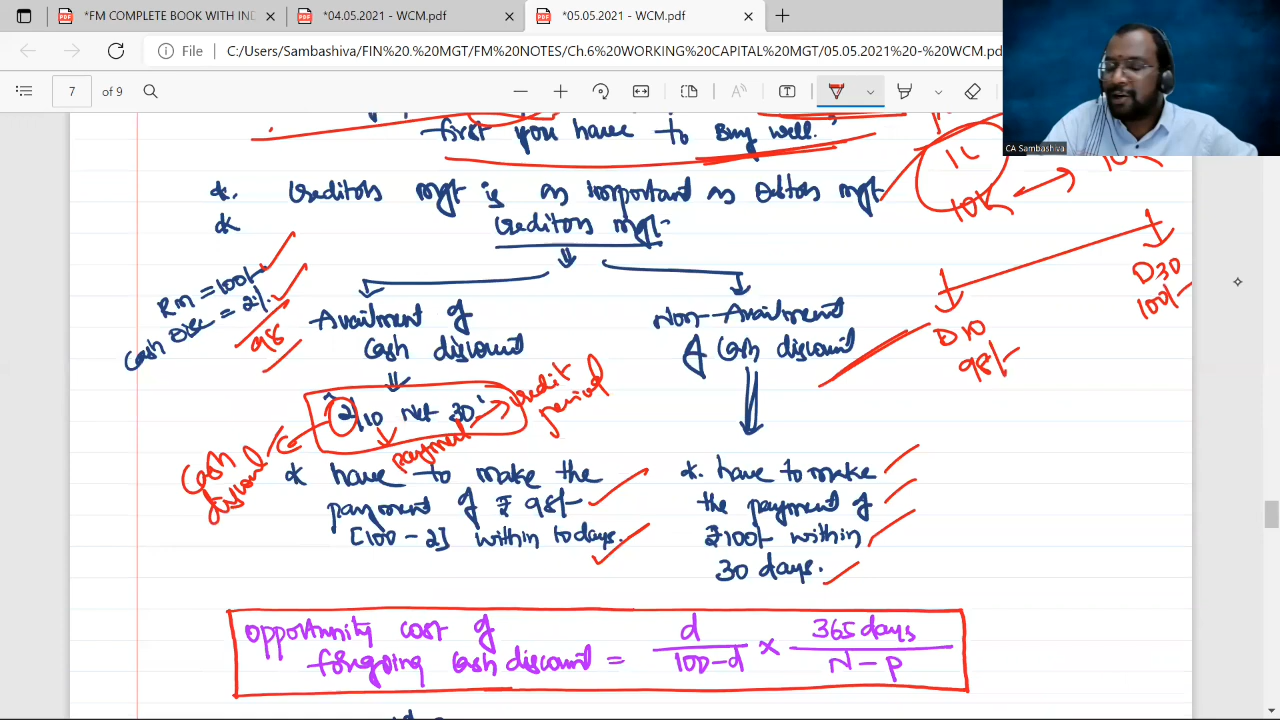 *FM COMPLETE BOOK WITH IND
*04.05.2021 - WCM.pdf
*05.05.2021 - WCM.pdf
File
C:/Users/Sambashiva/FIN%20.%20MGT/FM%20NOTES/Ch.6%20WORKING%20CAPITAL%20MGT/05.05.2021%20-%20WCM.pd
7 of 9
CA Sambashiva
first you have to Buy well."
1L
10K
10K
*. Creditors mgt is as important as Debtors mgt
*
Creditors mgt
RM = 100/-
Cash Disc = 2%.
98
Availment of
Cash discount
Non-Availment
of Cash discount
D10
98/-
D30
100/-
"2/10 Net 30"
credit
period
payment
Cash
discount
* have to make the
payment of ₹ 98/-
[100 - 2] within 10 days.
*. have to make
the payment of
₹100/- within
30 days.
opportunity cost of
forgoing cash discount = d/100-d × 365 days/N-P